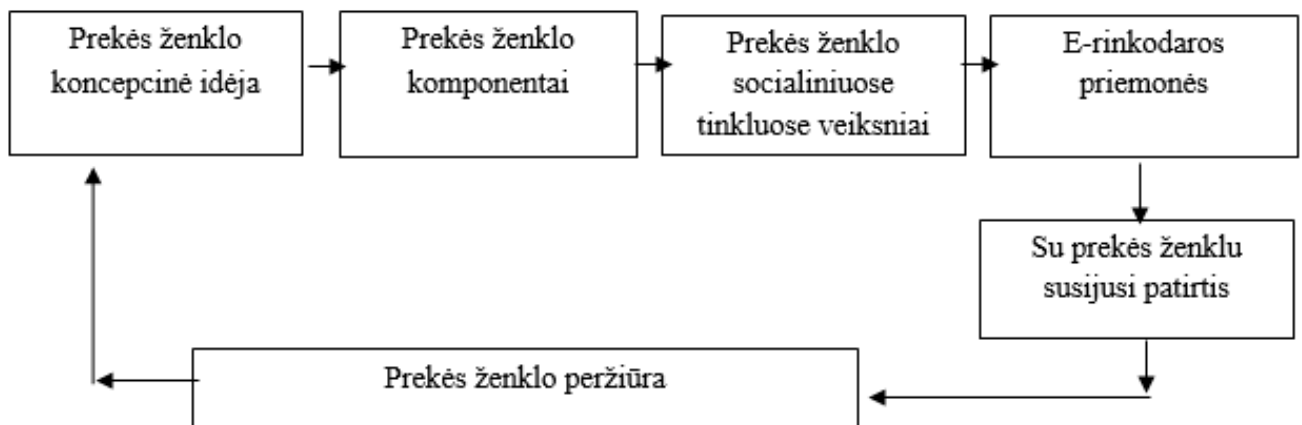 Prekės ženklo
koncepcinė idėja
Prekės ženklo
komponentai
Prekės ženklo
socialiniuose
tinkluose veiksniai
E-rinkodaros
priemonės
Su prekės ženklu
susijusi patirtis
Prekės ženklo peržiūra